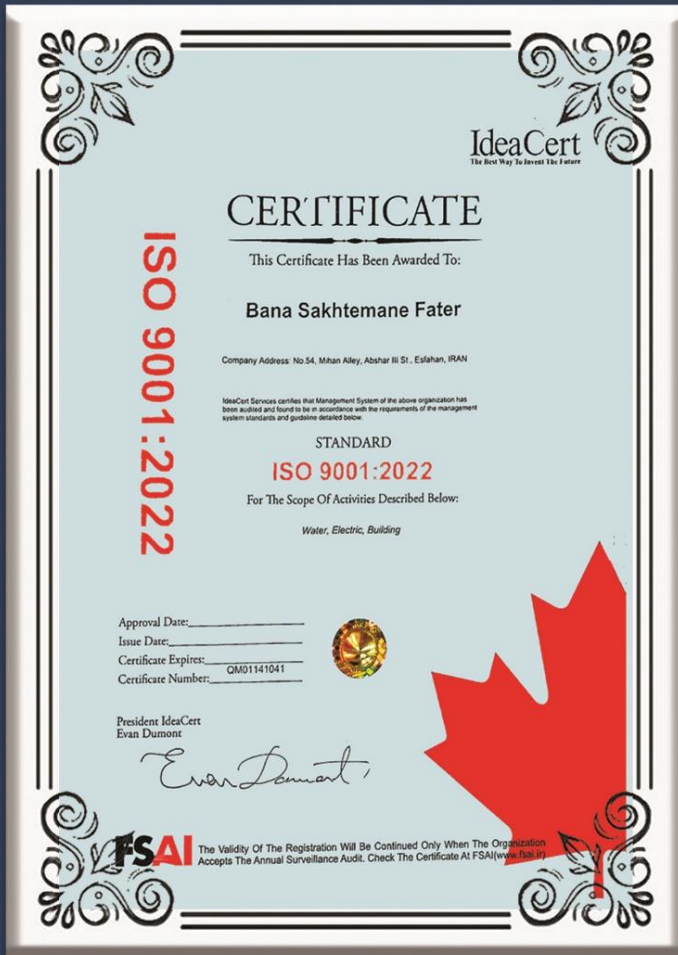 IdeaCert
The Best Way To Invent The Future
CERTIFICATE
This Certificate Has Been Awarded To:
ISO 9001:2022
Bana Sakhtemane Fater
Company Address: No.54, Mihan Alley, Abshar III St., Esfahan, IRAN
IdeaCert Services certifies that Management System of the above organization has
been audited and found to be in accordance with the requirements of the management
system standards and guideline detailed below.
STANDARD
ISO 9001:2022
For The Scope Of Activities Described Below:
Water, Electric, Building
Approval Date:
Issue Date:
Certificate Expires:
Certificate Number: QM01141041
President IdeaCert
Evan Dumont
Evan Dumont
FSAI
The Validity Of The Registration Will Be Continued Only When The Organization
Accepts The Annual Surveillance Audit. Check The Certificate At FSAI(www.fsai.ir)